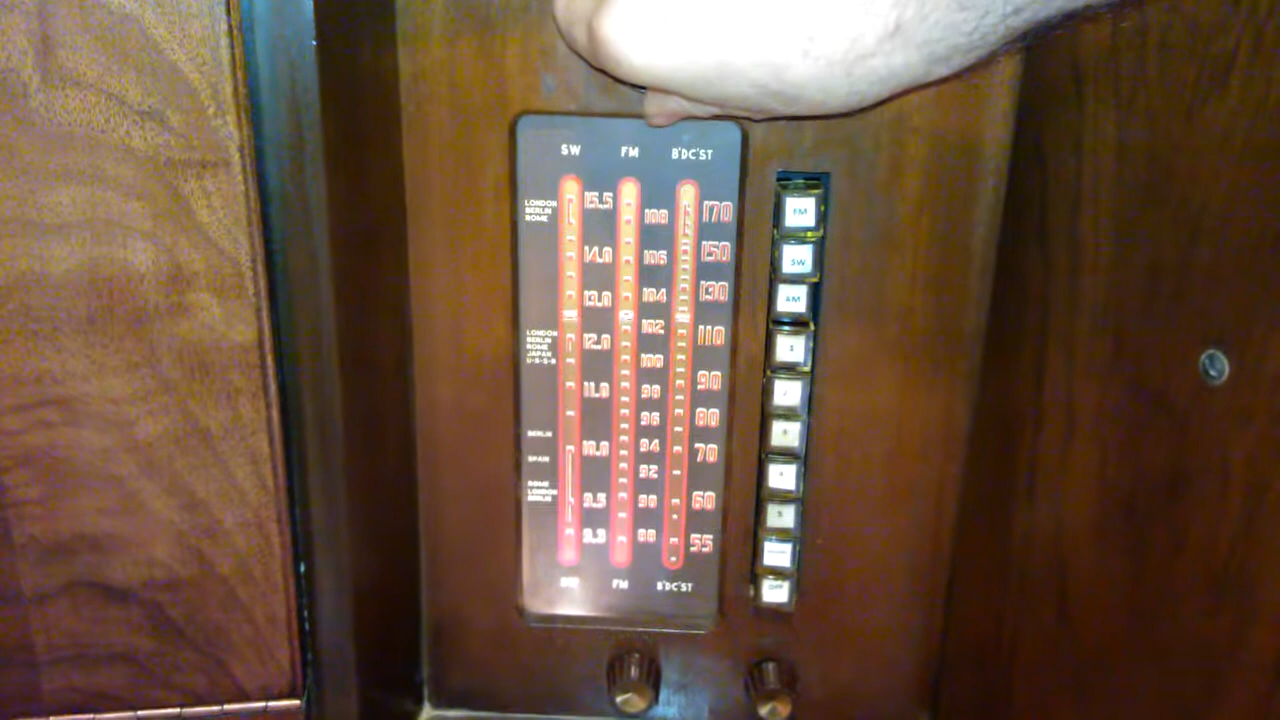 SW FM B'DC'ST
LONDON
BERLIN
ROME
15.5 108 170
14.0 106 150
13.0 104 130
LONDON
BERLIN
ROME
JAPAN
U-S-S-R
12.0 102 110
100
11.0 98 90
96 80
BERLIN
10.0 94 70
SPAIN
92
ROME
LONDON
BERLIN
9.5 90 60
9.3 88 55
SW FM B'DC'ST
FM
SW
AM
4
5
OFF